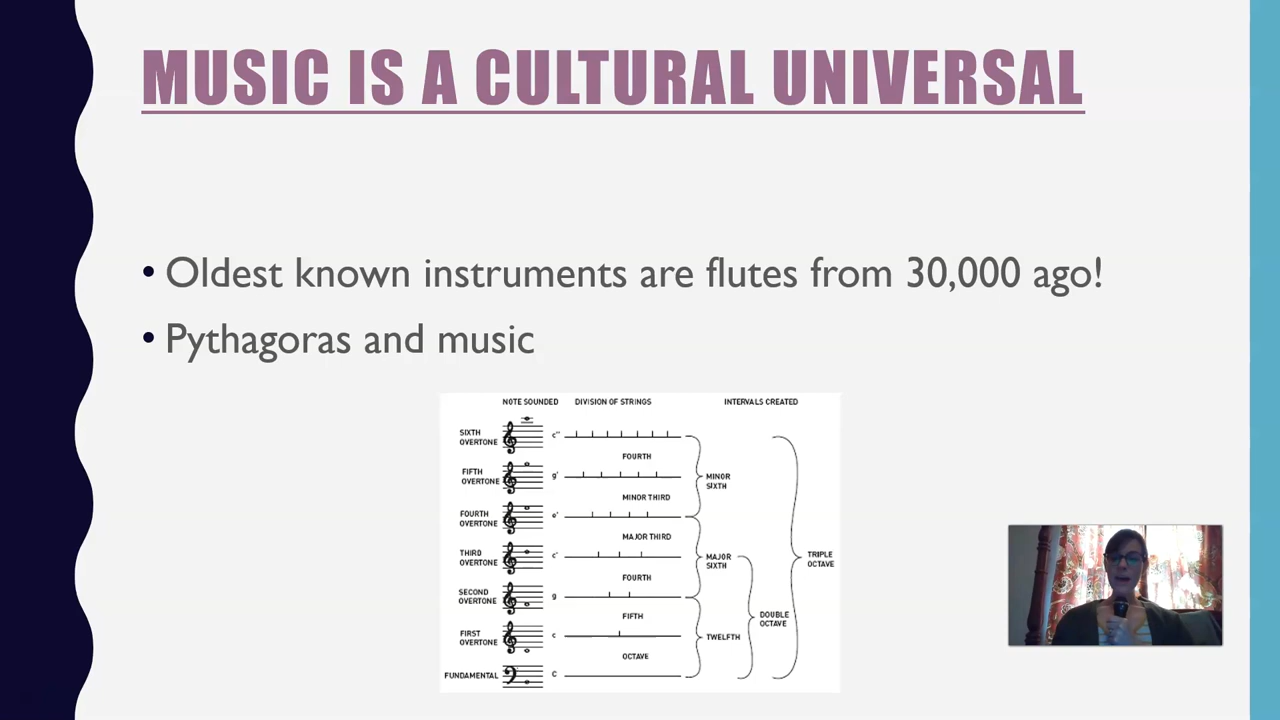 MUSIC IS A CULTURAL UNIVERSAL
• Oldest known instruments are flutes from 30,000 ago!
• Pythagoras and music
NOTE SOUNDED DIVISION OF STRINGS INTERVALS CREATED
SIXTH
OVERTONE
c'''
FOURTH
FIFTH
OVERTONE
g'
MINOR
SIXTH
MINOR THIRD
FOURTH
OVERTONE
e'
MAJOR THIRD
THIRD
OVERTONE
c'
MAJOR
SIXTH
TRIPLE
OCTAVE
FOURTH
SECOND
OVERTONE
g
FIFTH
DOUBLE
OCTAVE
FIRST
OVERTONE
c
TWELFTH
OCTAVE
FUNDAMENTAL
C